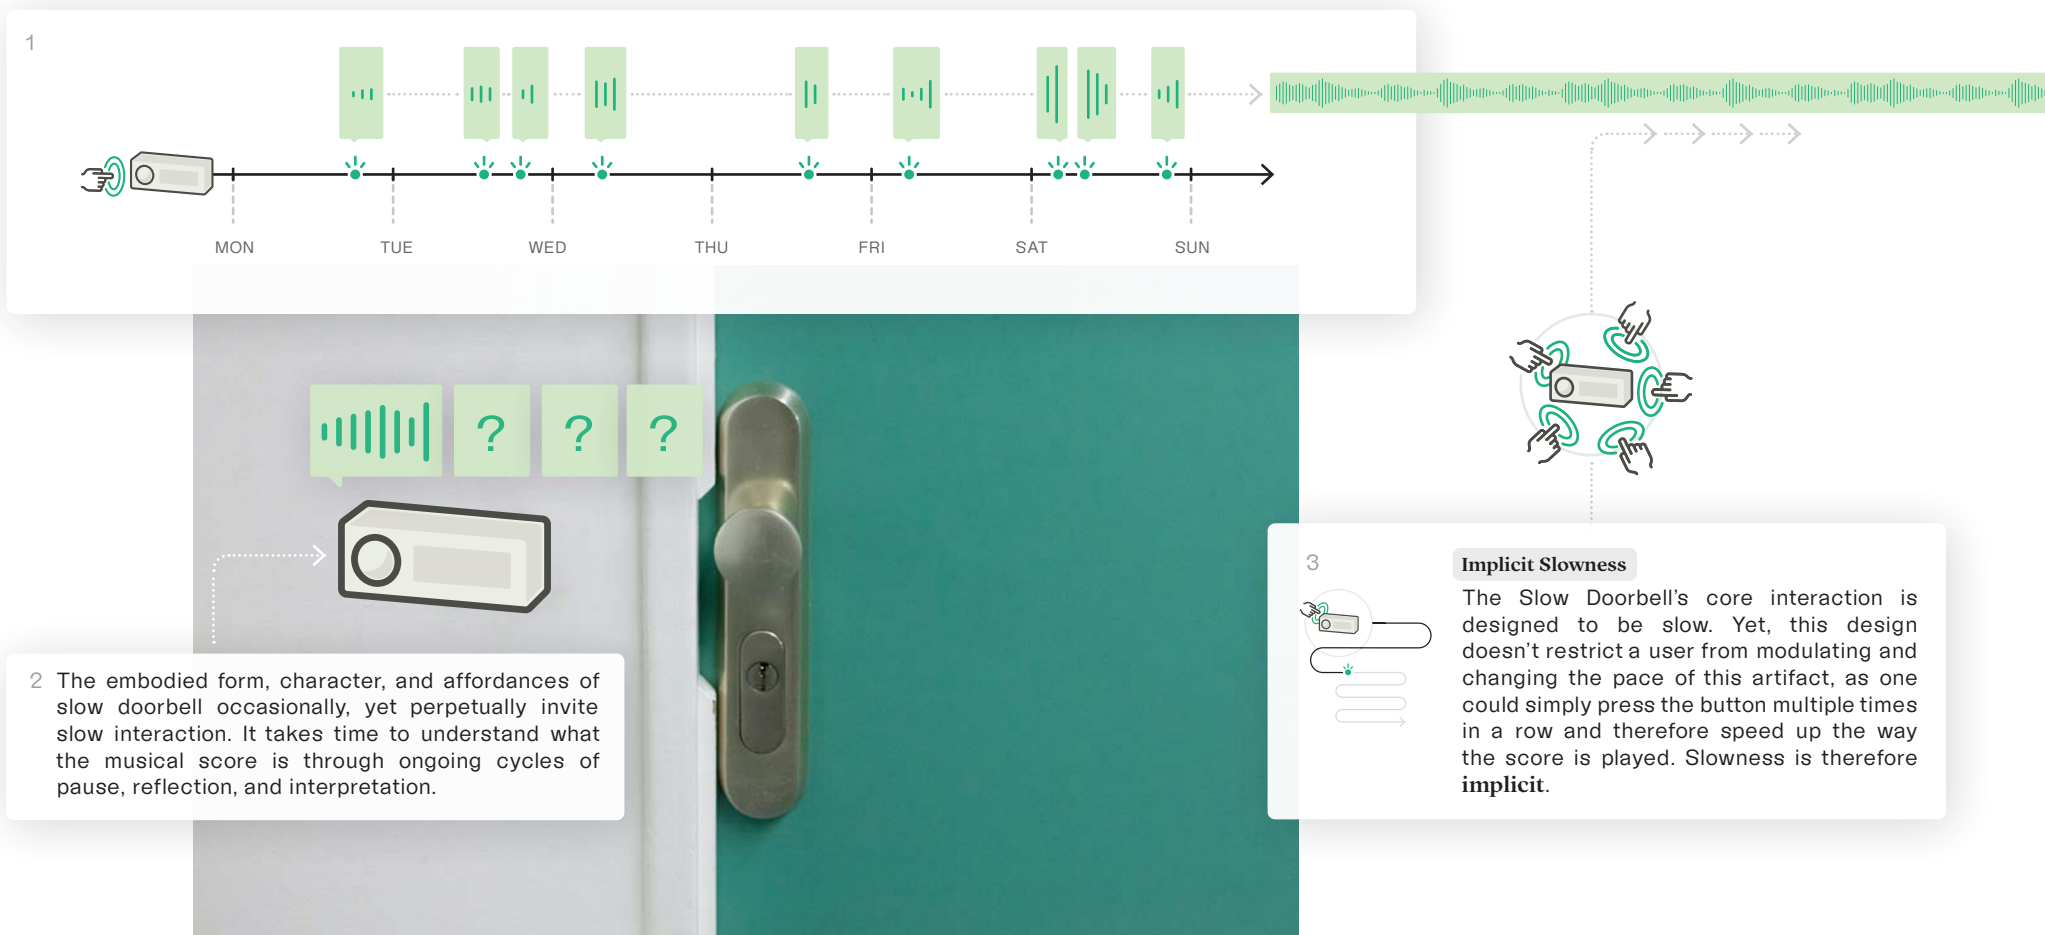 1
MON TUE WED THU FRI SAT SUN
? ? ?
2
The embodied form, character, and affordances of
slow doorbell occasionally, yet perpetually invite
slow interaction. It takes time to understand what
the musical score is through ongoing cycles of
pause, reflection, and interpretation.
3
Implicit Slowness
The Slow Doorbell’s core interaction is
designed to be slow. Yet, this design
doesn’t restrict a user from modulating and
changing the pace of this artifact, as one
could simply press the button multiple times
in a row and therefore speed up the way
the score is played. Slowness is therefore
implicit.